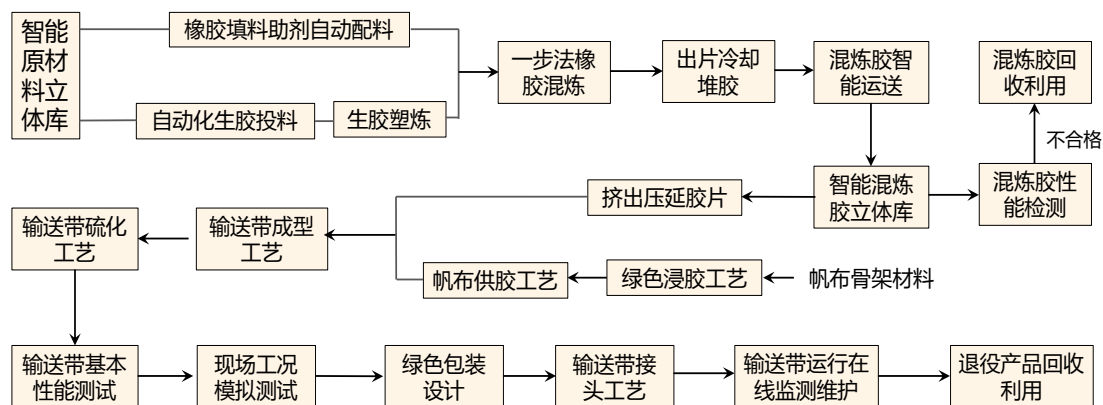 智能
原材
料立
体库
橡胶填料助剂自动配料
自动化生胶投料
生胶塑炼
一步法橡
胶混炼
出片冷却
堆胶
混炼胶智
能运送
混炼胶回
收利用
不合格
智能混炼
胶立体库
混炼胶性
能检测
挤出压延胶片
帆布骨架材料
绿色浸胶工艺
帆布供胶工艺
输送带成型
工艺
输送带硫化
工艺
输送带基本
性能测试
现场工况
模拟测试
绿色包装
设计
输送带接
头工艺
输送带运行在
线监测维护
退役产品回收
利用